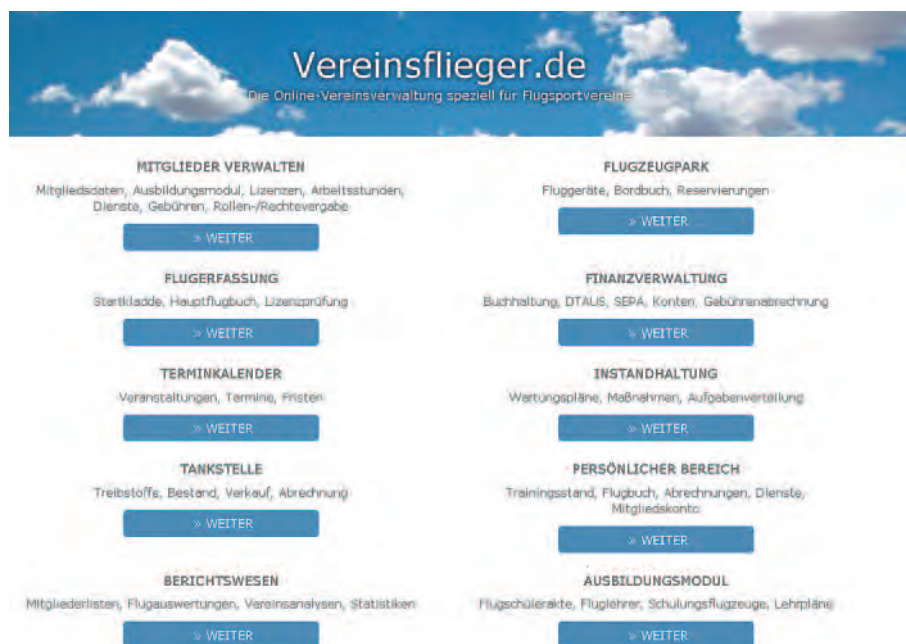 Vereinsflieger.de
Die Online-Vereinsverwaltung speziell für Flugsportvereine
MITGLIEDER VERWALTEN
Mitgliedsdaten, Ausbildungsmodul, Lizenzen, Arbeitsstunden,
Dienste, Gebühren, Rollen-/Rechtevergabe
» WEITER
FLUGZEUGPARK
Fluggeräte, Bordbuch, Reservierungen
» WEITER
FLUGERFASSUNG
Startkladde, Hauptflugbuch, Lizenzprüfung
» WEITER
FINANZVERWALTUNG
Buchhaltung, DTAUS, SEPA, Konten, Gebührenabrechnung
» WEITER
TERMINKALENDER
Veranstaltungen, Termine, Fristen
» WEITER
INSTANDHALTUNG
Wartungspläne, Maßnahmen, Aufgabenverteilung
» WEITER
TANKSTELLE
Treibstoffe, Bestand, Verkauf, Abrechnung
» WEITER
PERSÖNLICHER BEREICH
Trainingsstand, Flugbuch, Abrechnungen, Dienste,
Mitgliedskonto
» WEITER
BERICHTSWESEN
Mitgliederlisten, Flugauswertungen, Vereinsanalysen, Statistiken
» WEITER
AUSBILDUNGSMODUL
Flugschülerakte, Fluglehrer, Schulungsflugzeuge, Lehrpläne
» WEITER